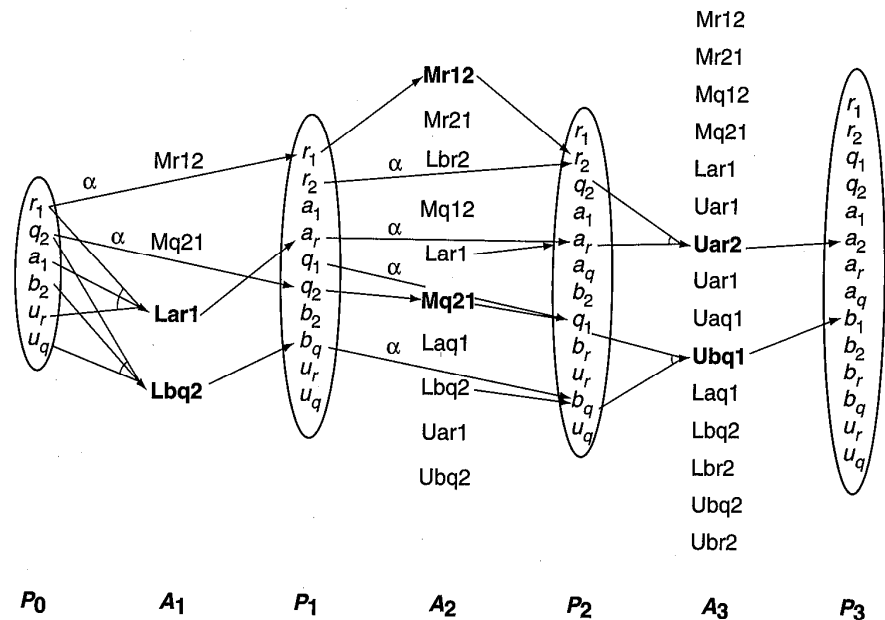 r1
q2
a1
b2
ur
uq
α
α
Mr12
Mq21
Lar1
Lbq2
r1
r2
a1
ar
q1
q2
b2
bq
ur
uq
Mr12
Mr21
α
Lbr2
Mq12
α
Lar1
α
Mq21
Laq1
α
Lbq2
Uar1
Ubq2
r1
r2
q2
a1
ar
aq
b2
q1
br
ur
bq
uq
Mr12
Mr21
Mq12
Mq21
Lar1
Uar1
Uar2
Uar1
Uaq1
Ubq1
Laq1
Lbq2
Lbr2
Ubq2
Ubr2
r1
r2
q1
q2
a1
a2
ar
aq
b1
b2
br
bq
ur
uq
P0 A1 P1 A2 P2 A3 P3